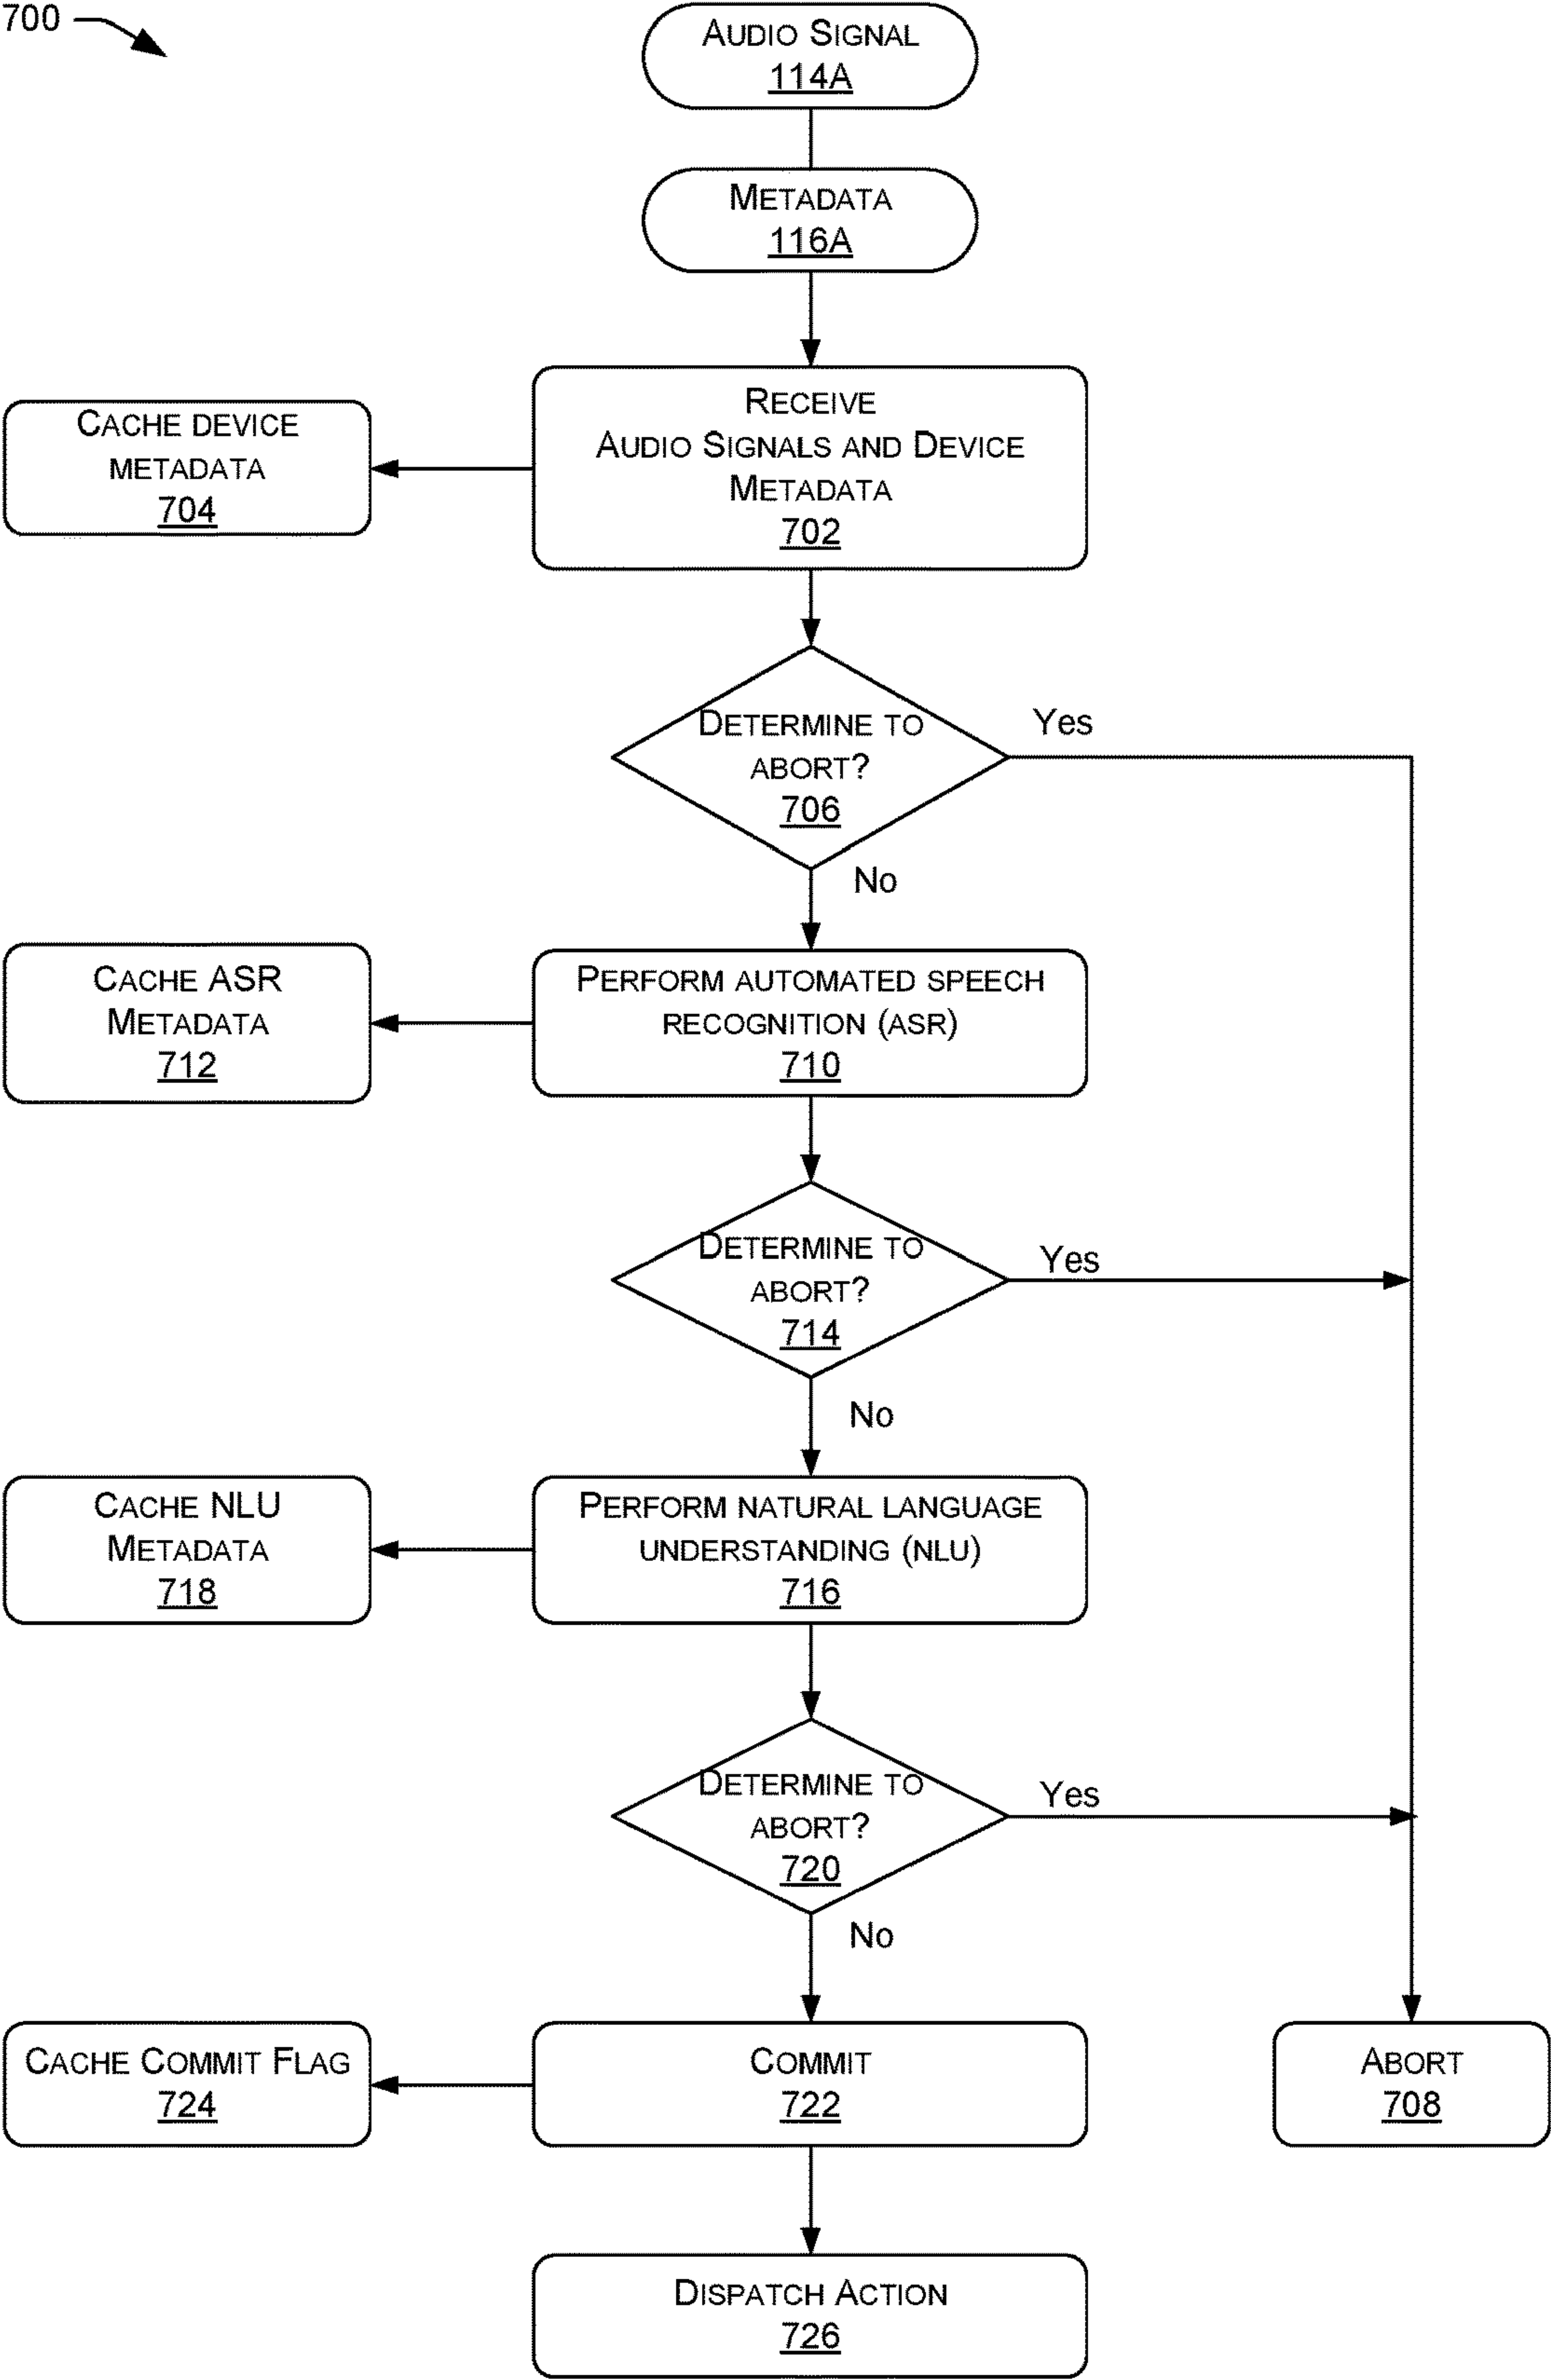 700
AUDIO SIGNAL
114A
METADATA
116A
RECEIVE
AUDIO SIGNALS AND DEVICE
METADATA
702
CACHE DEVICE
METADATA
704
DETERMINE TO
ABORT?
706
Yes
No
PERFORM AUTOMATED SPEECH
RECOGNITION (ASR)
710
CACHE ASR
METADATA
712
DETERMINE TO
ABORT?
714
Yes
No
PERFORM NATURAL LANGUAGE
UNDERSTANDING (NLU)
716
CACHE NLU
METADATA
718
DETERMINE TO
ABORT?
720
Yes
No
COMMIT
722
CACHE COMMIT FLAG
724
ABORT
708
DISPATCH ACTION
726